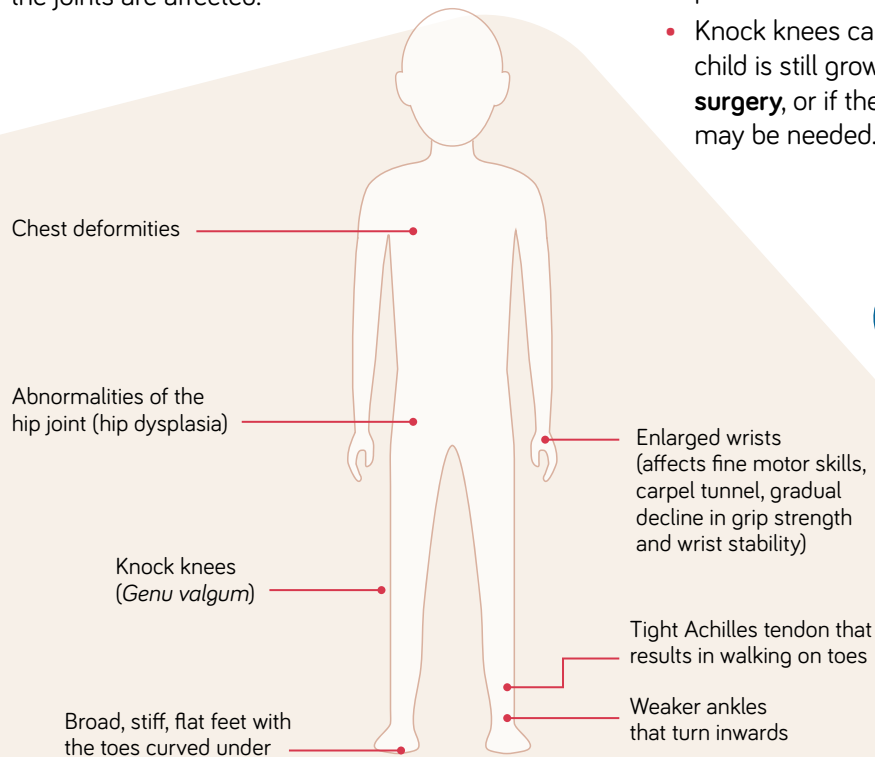 the joints are affected.
• Knock knees ca
child is still grow
surgery, or if the
may be needed.
Chest deformities
Abnormalities of the
hip joint (hip dysplasia)
Enlarged wrists
(affects fine motor skills,
carpel tunnel, gradual
decline in grip strength
and wrist stability)
Knock knees
(Genu valgum)
Tight Achilles tendon that
results in walking on toes
Weaker ankles
that turn inwards
Broad, stiff, flat feet with
the toes curved under